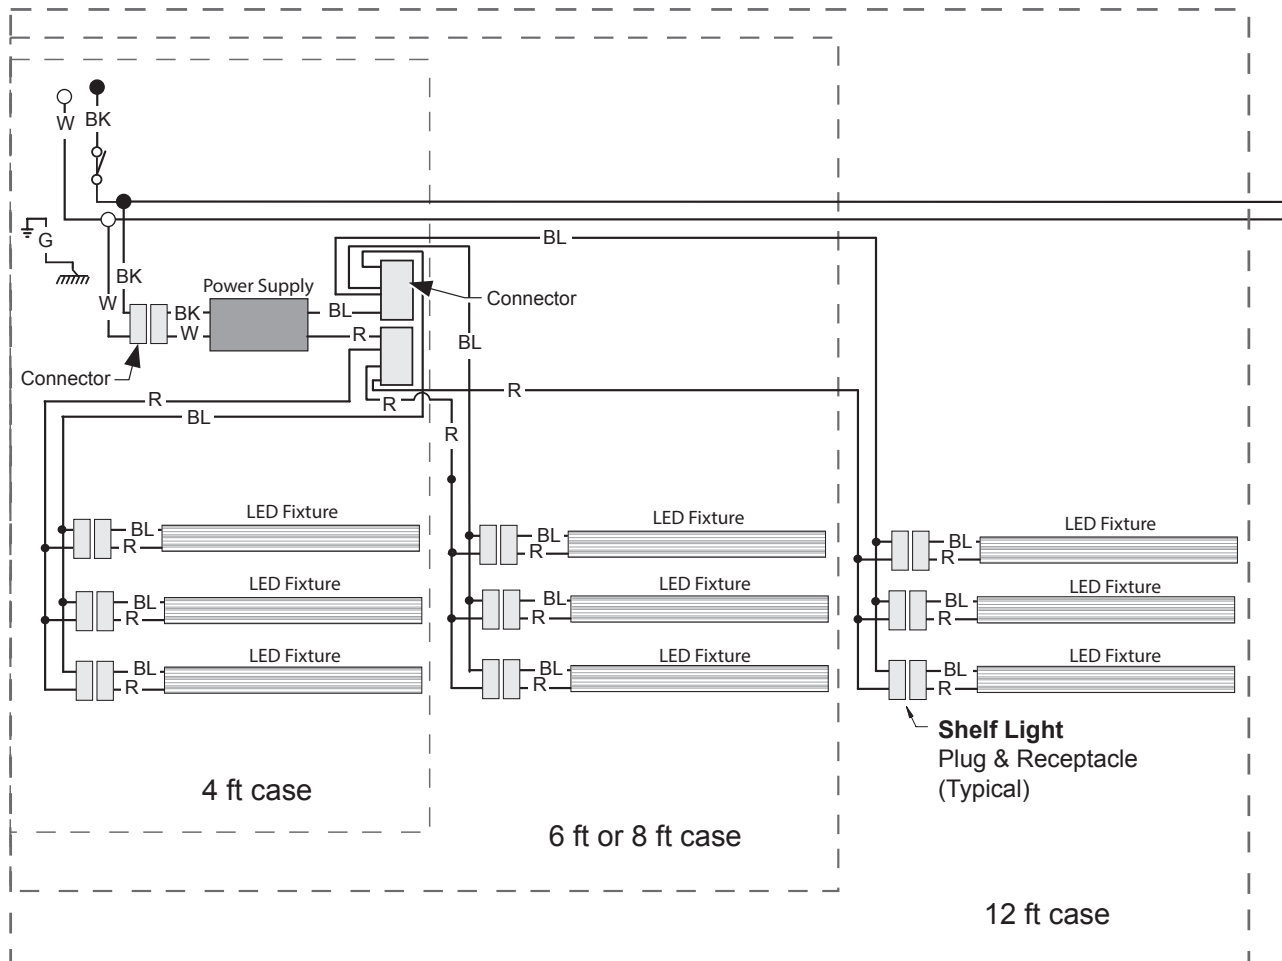 W
BK
G
BK
W
Power Supply
BK
W
BL
R
BL
Connector
BL
Connector
R
BL
R
R
R
LED Fixture
BL
R
LED Fixture
BL
R
LED Fixture
BL
R
LED Fixture
BL
R
LED Fixture
BL
R
LED Fixture
BL
R
LED Fixture
BL
R
LED Fixture
BL
R
LED Fixture
BL
R
Shelf Light
Plug & Receptacle
(Typical)
4 ft case
6 ft or 8 ft case
12 ft case